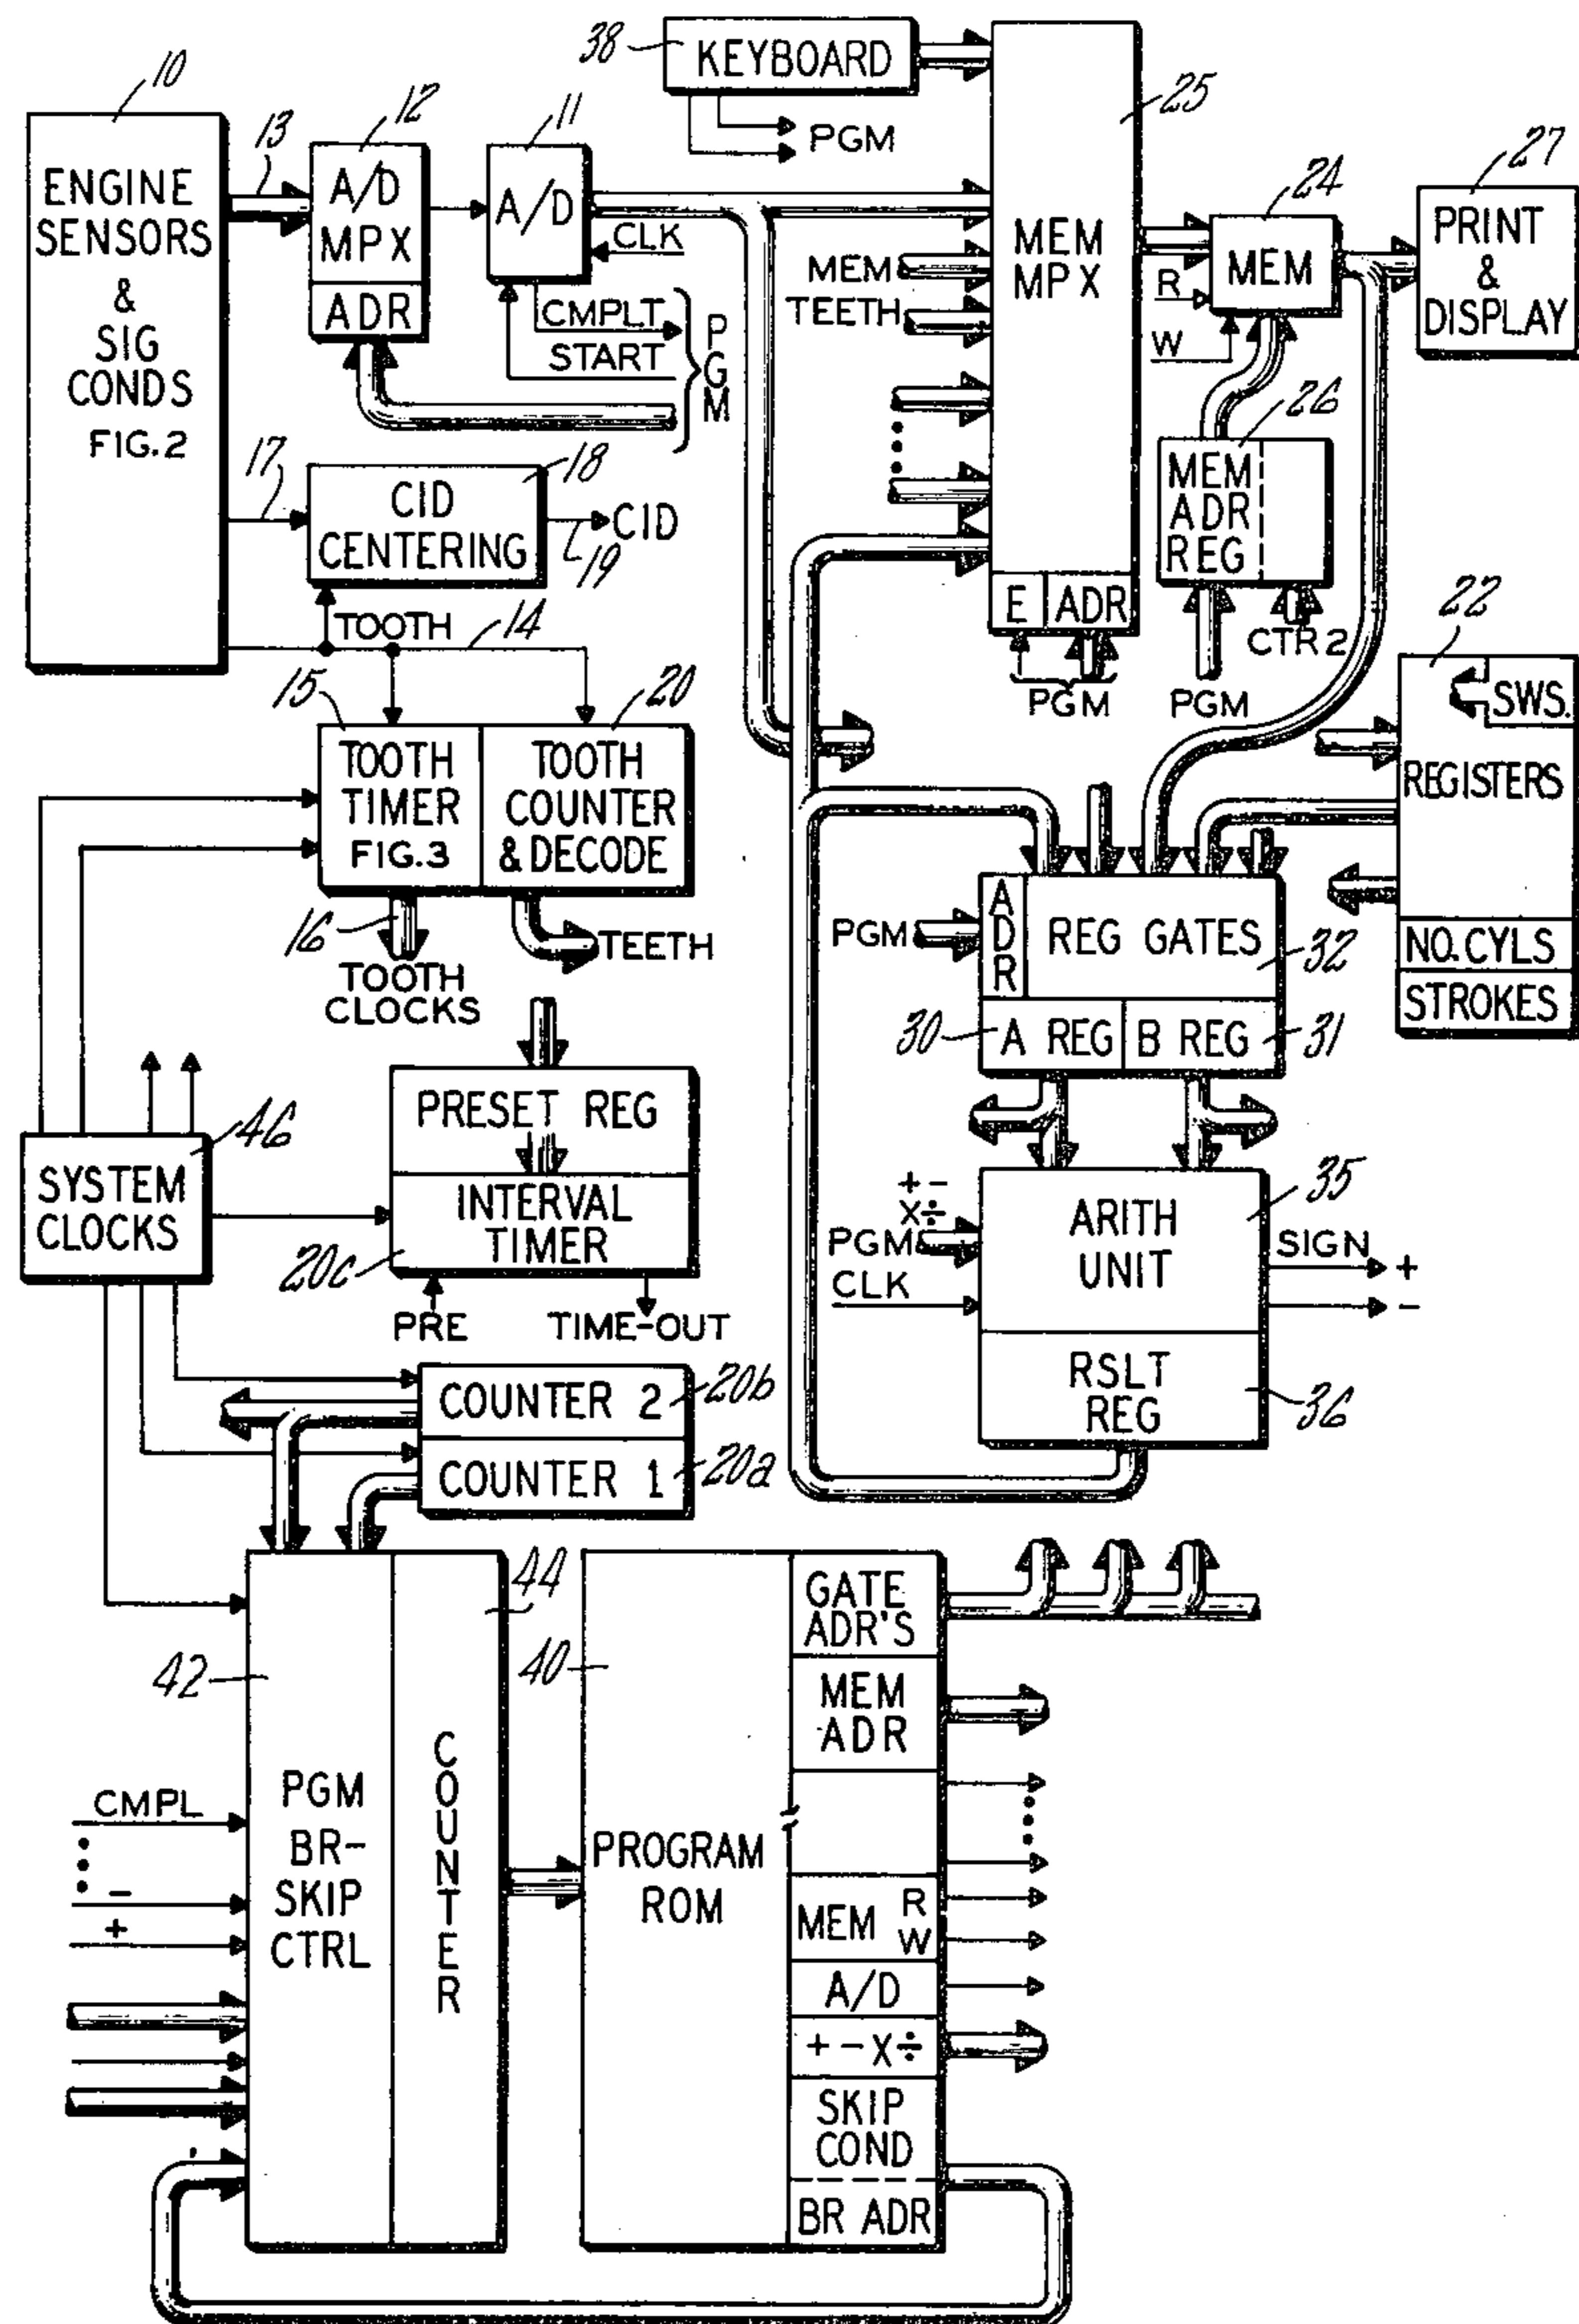 10
ENGINE
SENSORS
&
SIG
CONDS
FIG. 2
13
12
A/D
MPX
ADR
11
A/D
CLK
CMPLT
START
PGM
38
KEYBOARD
PGM
25
MEM
MPX
MEM
TEETH
E
ADR
PGM
24
MEM
R
W
27
PRINT
&
DISPLAY
26
MEM
ADR
REG
PGM
CTR 2
17
18
CID
CENTERING
CID
19
TOOTH
14
15
TOOTH
TIMER
FIG. 3
20
TOOTH
COUNTER
& DECODE
16
TOOTH
CLOCKS
TEETH
22
SWS.
REGISTERS
NO. CYLS
STROKES
PGM
ADR
REG GATES
32
30
A REG
B REG
31
PRESET REG
INTERVAL
TIMER
20c
PRE
TIME-OUT
46
SYSTEM
CLOCKS
+ -
X ÷
PGM
CLK
ARITH
UNIT
35
SIGN
+
-
RSLT
REG
36
COUNTER 2
20b
COUNTER 1
20a
42
CMPL
-
+
PGM
BR-
SKIP
CTRL
44
COUNTER
40
PROGRAM
ROM
GATE
ADR'S
MEM
ADR
MEM R
W
A/D
+ - X ÷
SKIP
COND
BR ADR